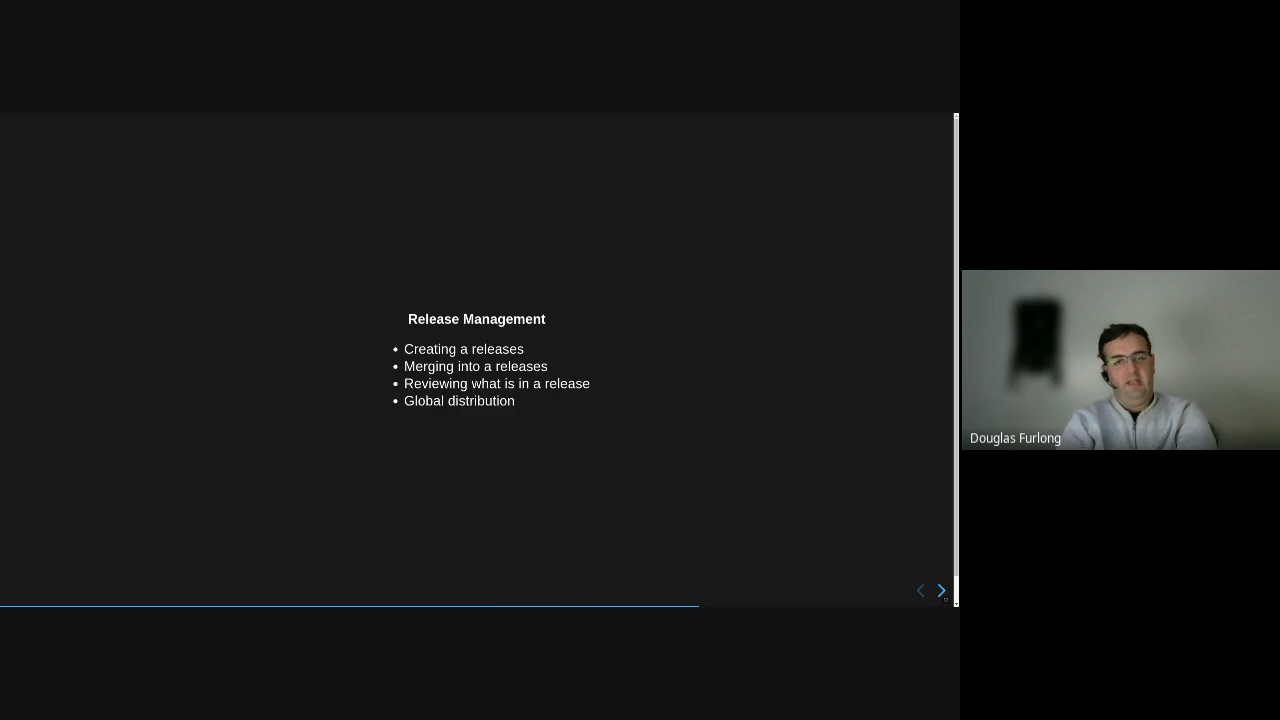 Release Management
• Creating a releases
• Merging into a releases
• Reviewing what is in a release
• Global distribution
Douglas Furlong